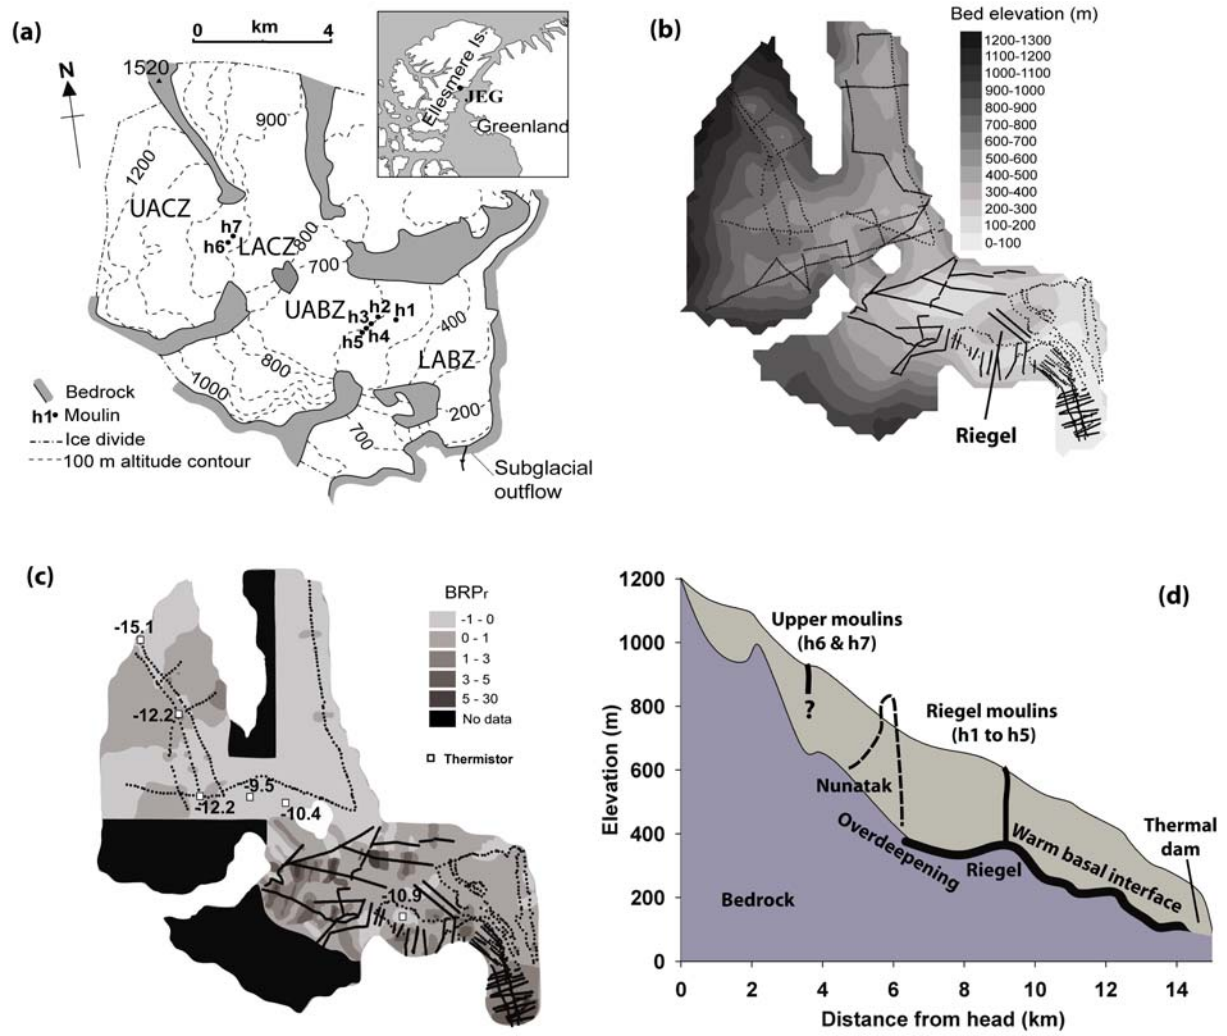 (a)
0 km 4
N
1520
900
1200
UACZ
h7
h6
LACZ
800
700
UABZ
h3 h2 h1
h5 h4
400
LABZ
800
1000
200
700
Bedrock
h1• Moulin
Ice divide
100 m altitude contour
Subglacial
outflow
Ellesmere Is.
JEG
Greenland
(b)
Bed elevation (m)
1200-1300
1100-1200
1000-1100
900-1000
800-900
700-800
600-700
500-600
400-500
300-400
200-300
100-200
0-100
Riegel
(c)
BRPr
-1 - 0
0 - 1
1 - 3
3 - 5
5 - 30
No data
Thermistor
-15.1
-12.2
-9.5
-12.2
-10.4
-10.9
(d)
1200
1000
800
600
400
200
0
Elevation (m)
Upper moulins
(h6 & h7)
?
Riegel moulins
(h1 to h5)
Nunatak
Overdeepening
Riegel
Warm basal interface
Thermal
dam
Bedrock
0 2 4 6 8 10 12 14
Distance from head (km)